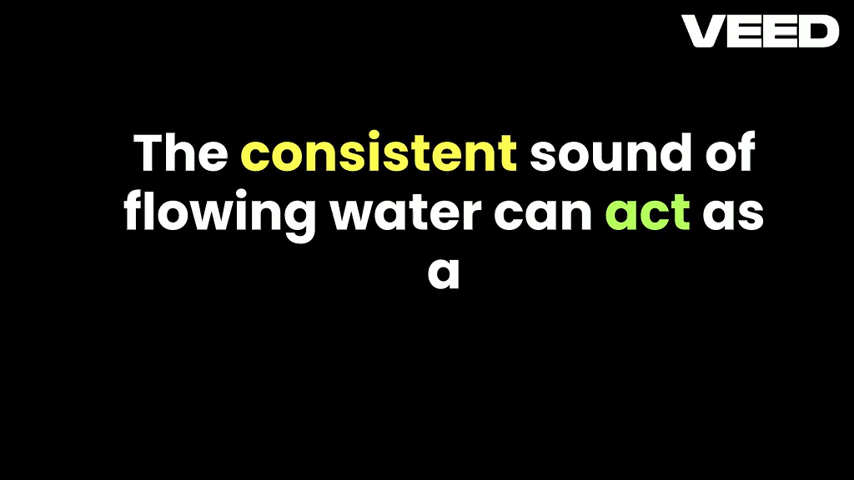 VEED
The consistent sound of
flowing water can act as
a